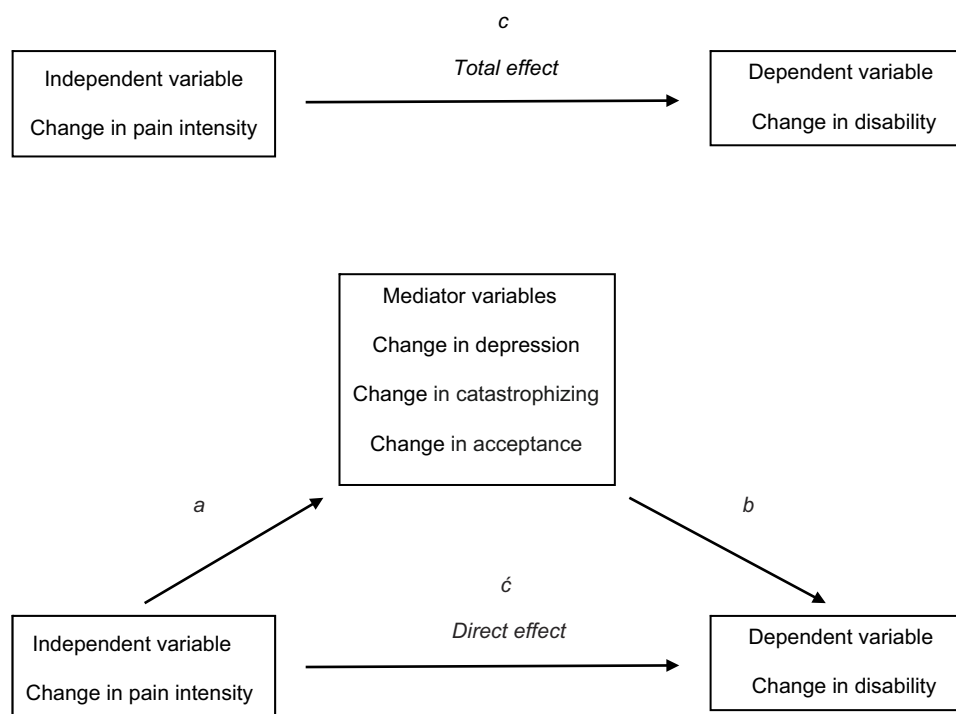 c
Total effect
Independent variable
Change in pain intensity
Dependent variable
Change in disability
Mediator variables
Change in depression
Change in catastrophizing
Change in acceptance
a
b
ć
Direct effect
Independent variable
Change in pain intensity
Dependent variable
Change in disability